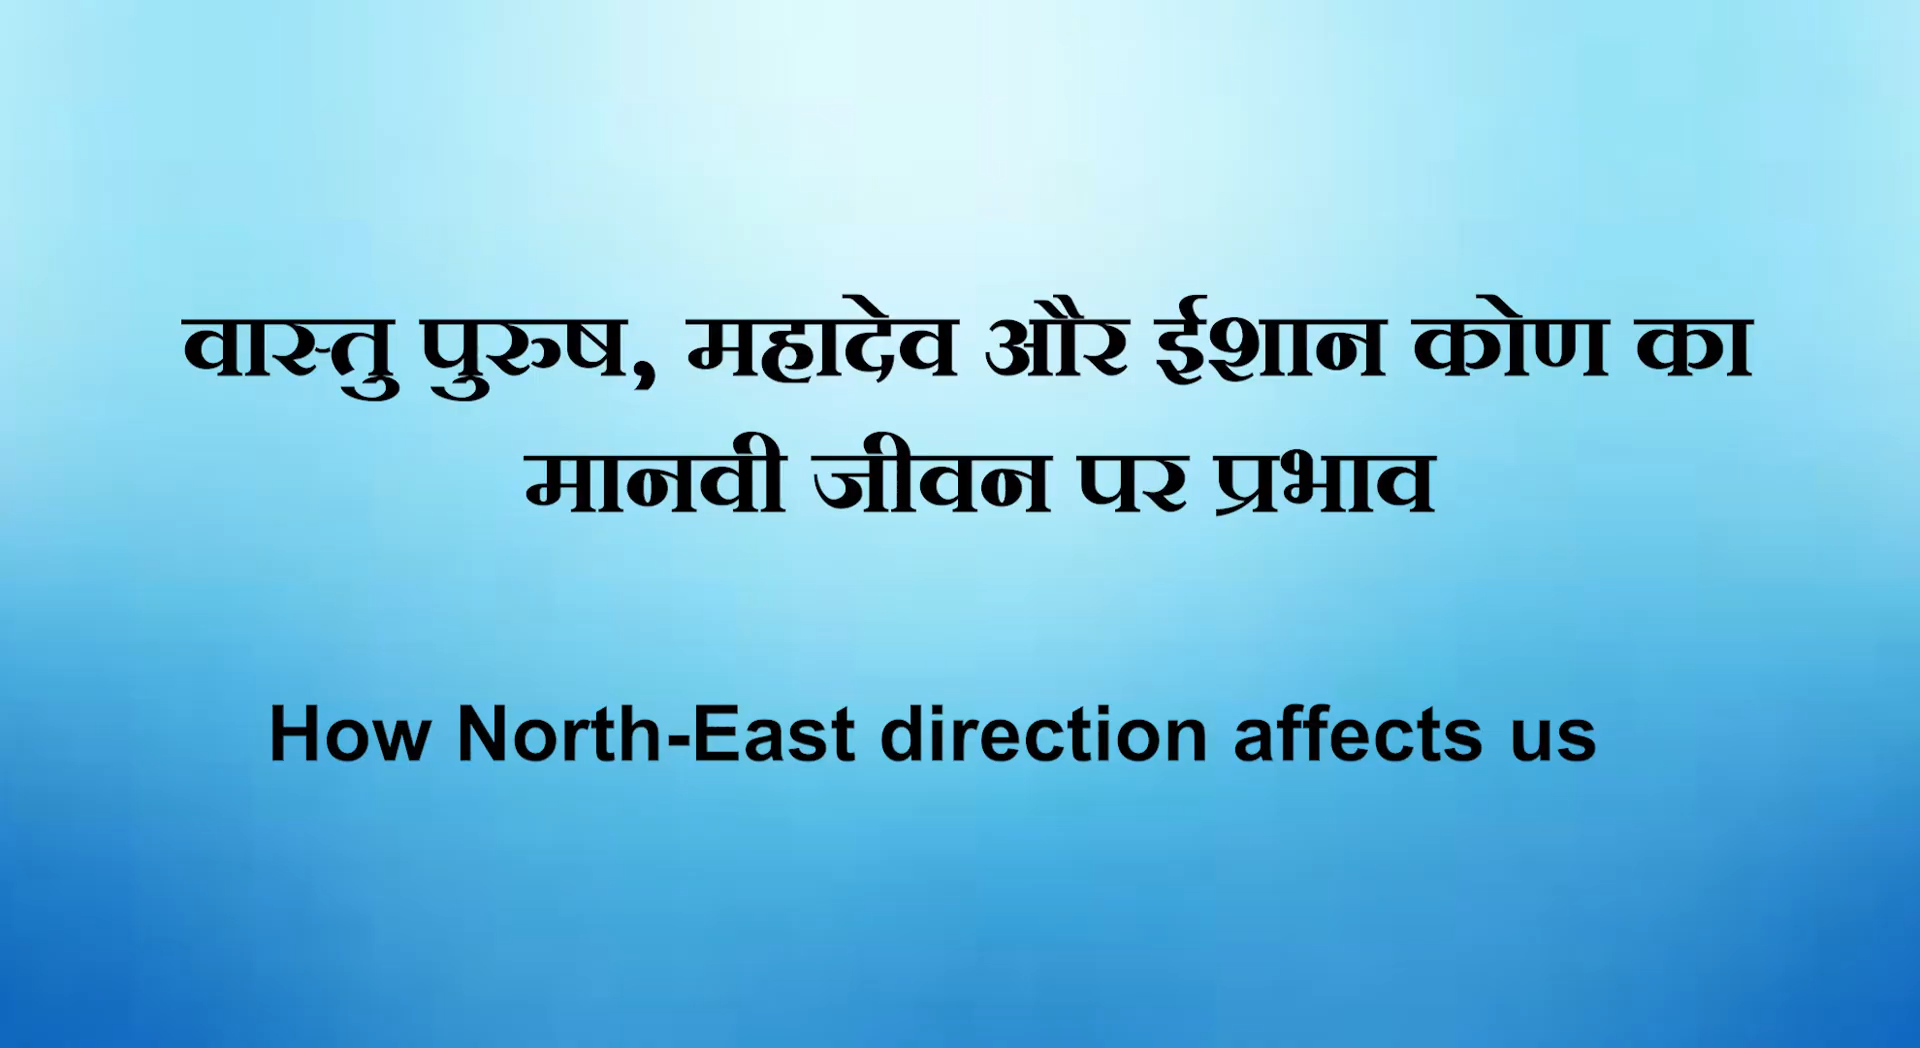 वास्तु पुरुष, महादेव और ईशान कोण का
मानवी जीवन पर प्रभाव
How North-East direction affects us